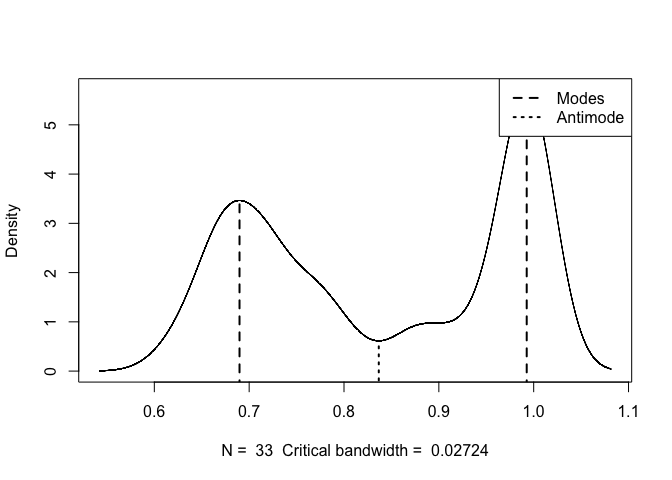 Modes
Antimode
Density
5
4
3
2
1
0
0.6 0.7 0.8 0.9 1.0 1.1
N = 33 Critical bandwidth = 0.02724